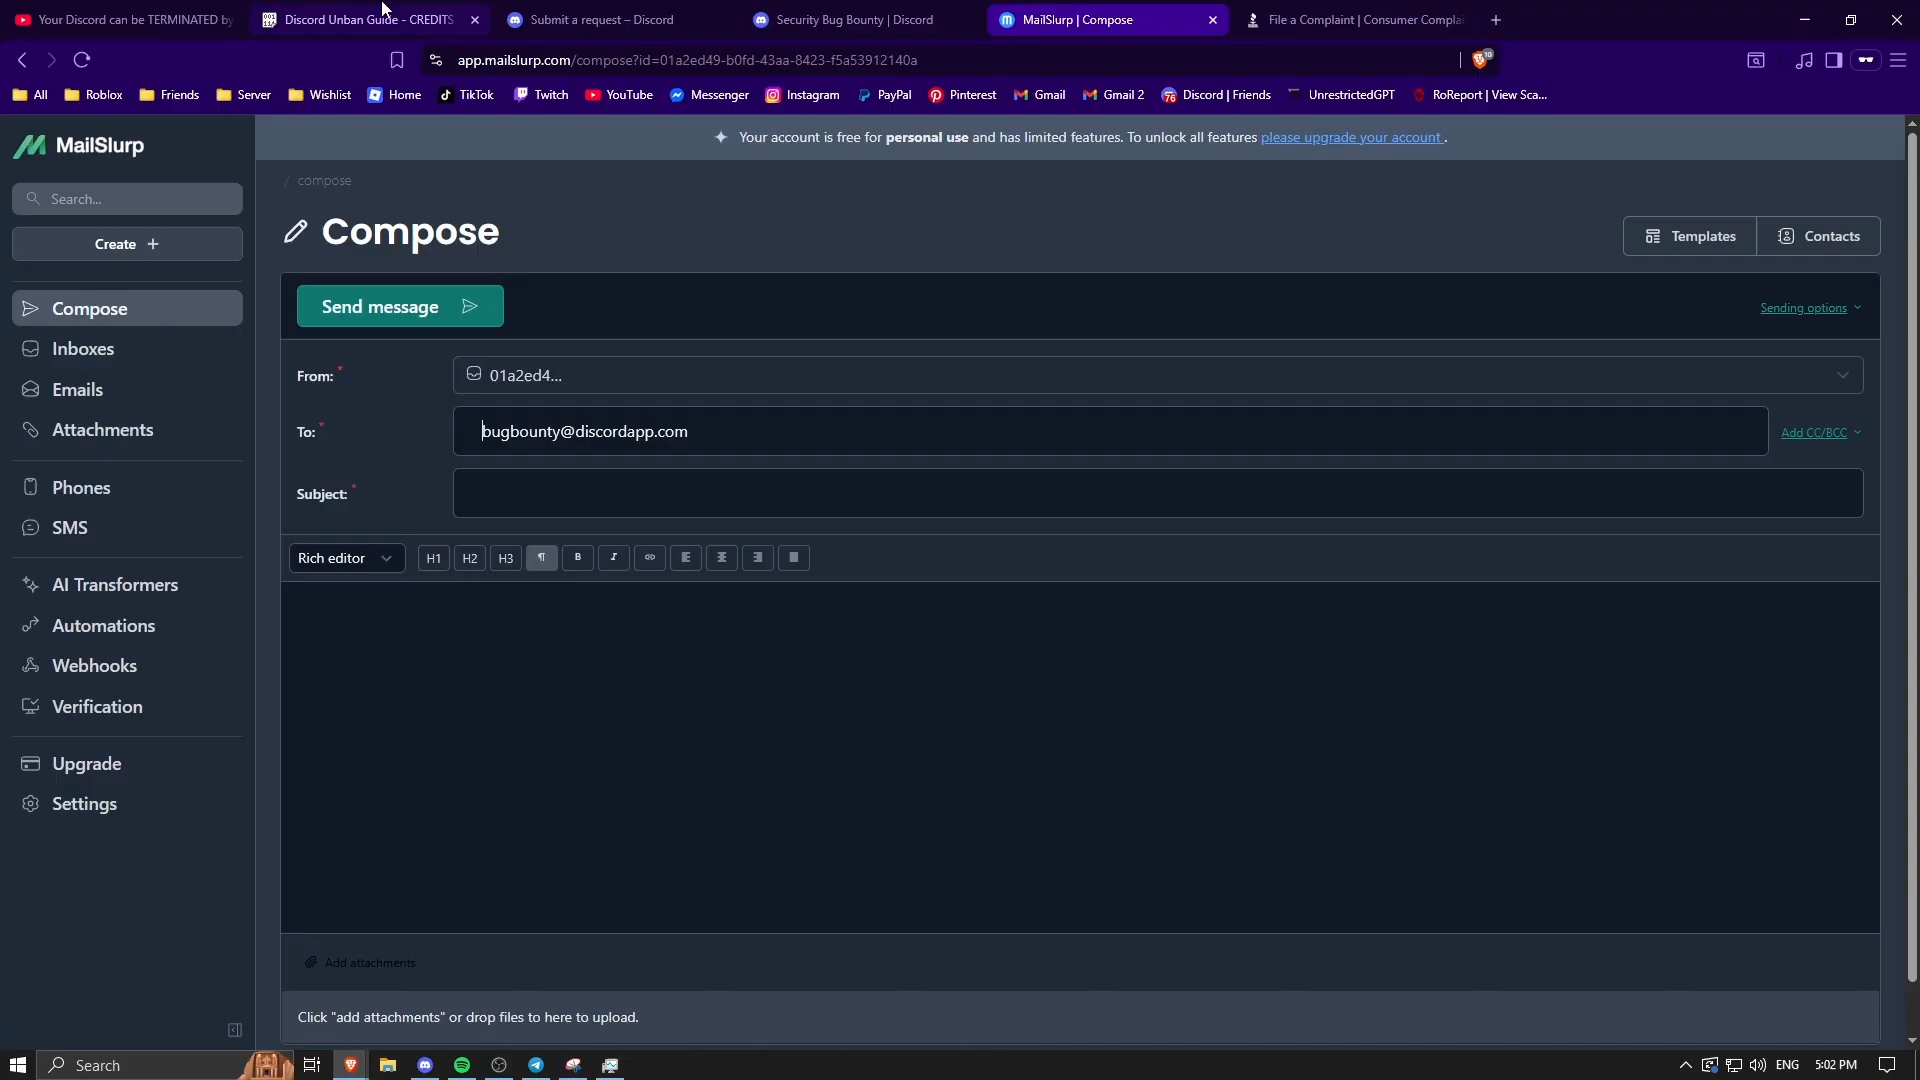 Your Discord can be TERMINATED by
Discord Unban Guide - CREDITS
Submit a request – Discord
Security Bug Bounty | Discord
MailSlurp | Compose
File a Complaint | Consumer Complai
app.mailslurp.com/compose?id=01a2ed49-b0fd-43aa-8423-f5a53912140a
10
All
Roblox
Friends
Server
Wishlist
Home
TikTok
Twitch
YouTube
Messenger
Instagram
PayPal
Pinterest
Gmail
Gmail 2
Discord | Friends
UnrestrictedGPT
RoReport | View Sca...
MailSlurp
Your account is free for personal use and has limited features. To unlock all features please upgrade your account .
/ compose
Search...
Create +
Compose
Templates
Contacts
Compose
Inboxes
Emails
Attachments
Phones
SMS
AI Transformers
Automations
Webhooks
Verification
Upgrade
Settings
Send message
Sending options
From: *
01a2ed4...
To: *
bugbounty@discordapp.com
Add CC/BCC
Subject: *
Rich editor
H1
H2
H3
¶
B
I
Add attachments
Click "add attachments" or drop files to here to upload.
Search
ENG
5:02 PM